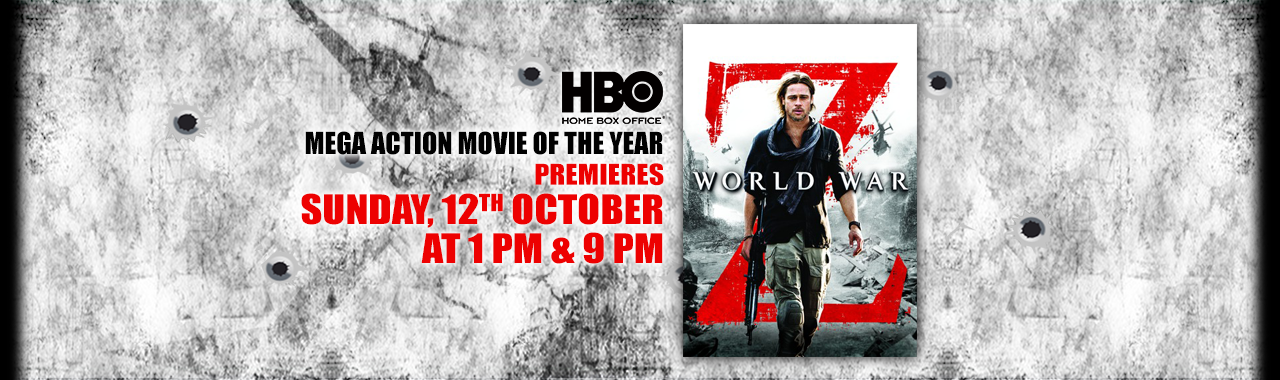 HBO®
HOME BOX OFFICE®
MEGA ACTION MOVIE OF THE YEAR
PREMIERES
SUNDAY, 12TH OCTOBER
AT 1 PM & 9 PM
Z
WORLD WAR